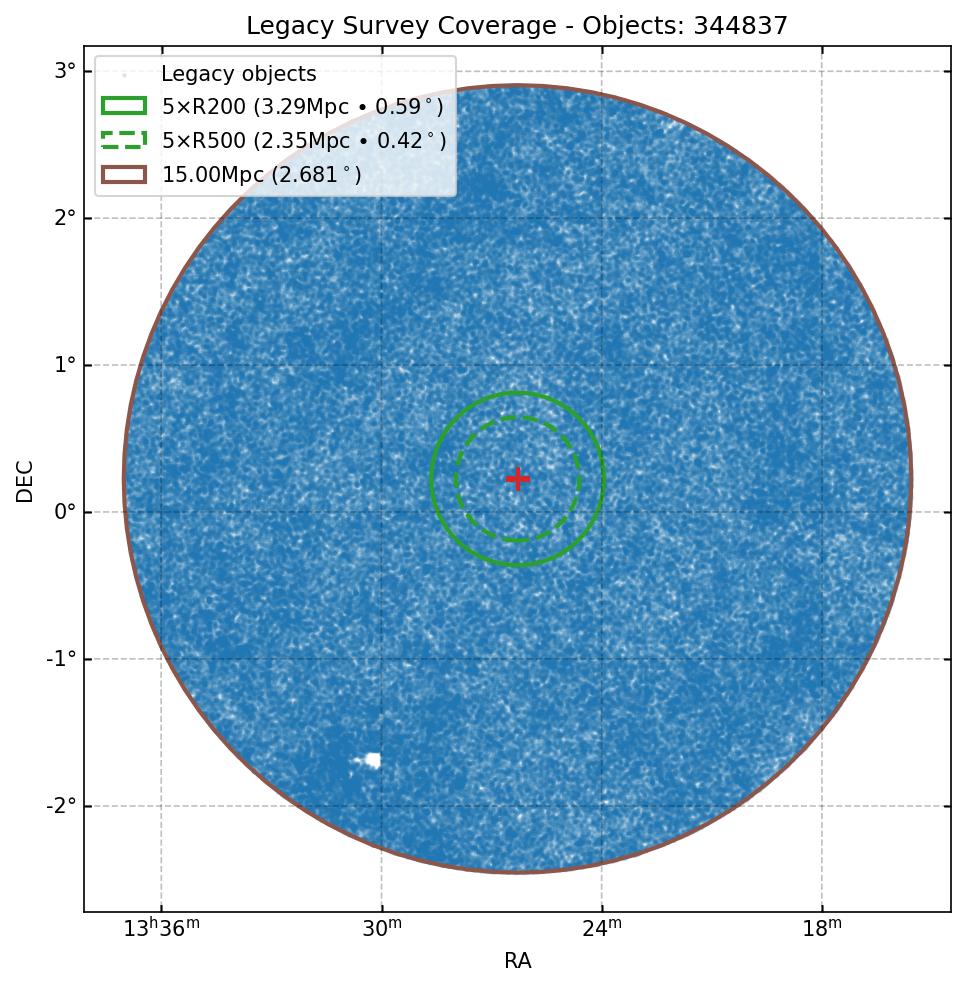 Legacy Survey Coverage - Objects: 344837
Legacy objects
5×R200 (3.29Mpc • 0.59°)
5×R500 (2.35Mpc • 0.42°)
15.00Mpc (2.681°)
3°
2°
1°
0°
-1°
-2°
DEC
13ʰ36ᵐ 30ᵐ 24ᵐ 18ᵐ
RA